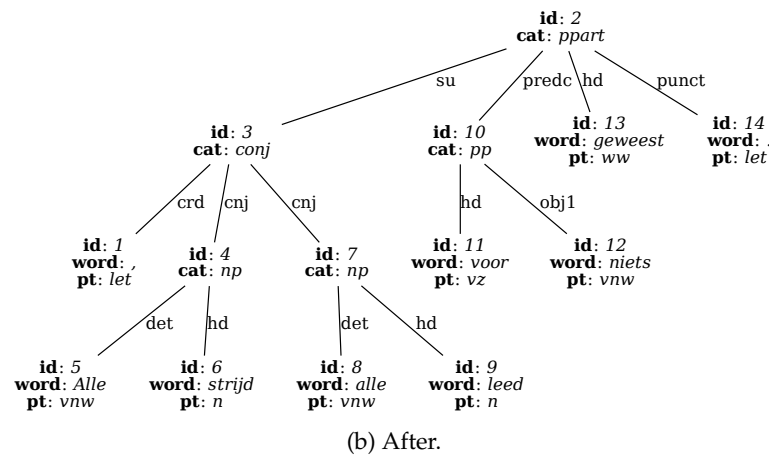 id: 2
cat: ppart
su
predc
hd
punct
id: 3
cat: conj
id: 10
cat: pp
id: 13
word: geweest
pt: ww
id: 14
word: .
pt: let
crd
cnj
cnj
hd
obj1
id: 1
word: ,
pt: let
id: 4
cat: np
id: 7
cat: np
id: 11
word: voor
pt: vz
id: 12
word: niets
pt: vnw
det
hd
det
hd
id: 5
word: Alle
pt: vnw
id: 6
word: strijd
pt: n
id: 8
word: alle
pt: vnw
id: 9
word: leed
pt: n
(b) After.